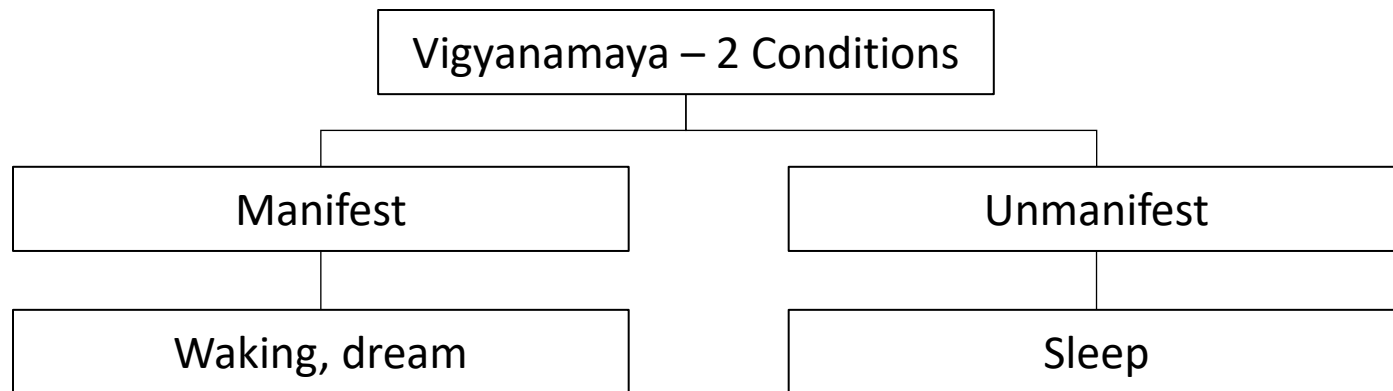 Vigyanamaya – 2 Conditions
Manifest
Unmanifest
Waking, dream
Sleep